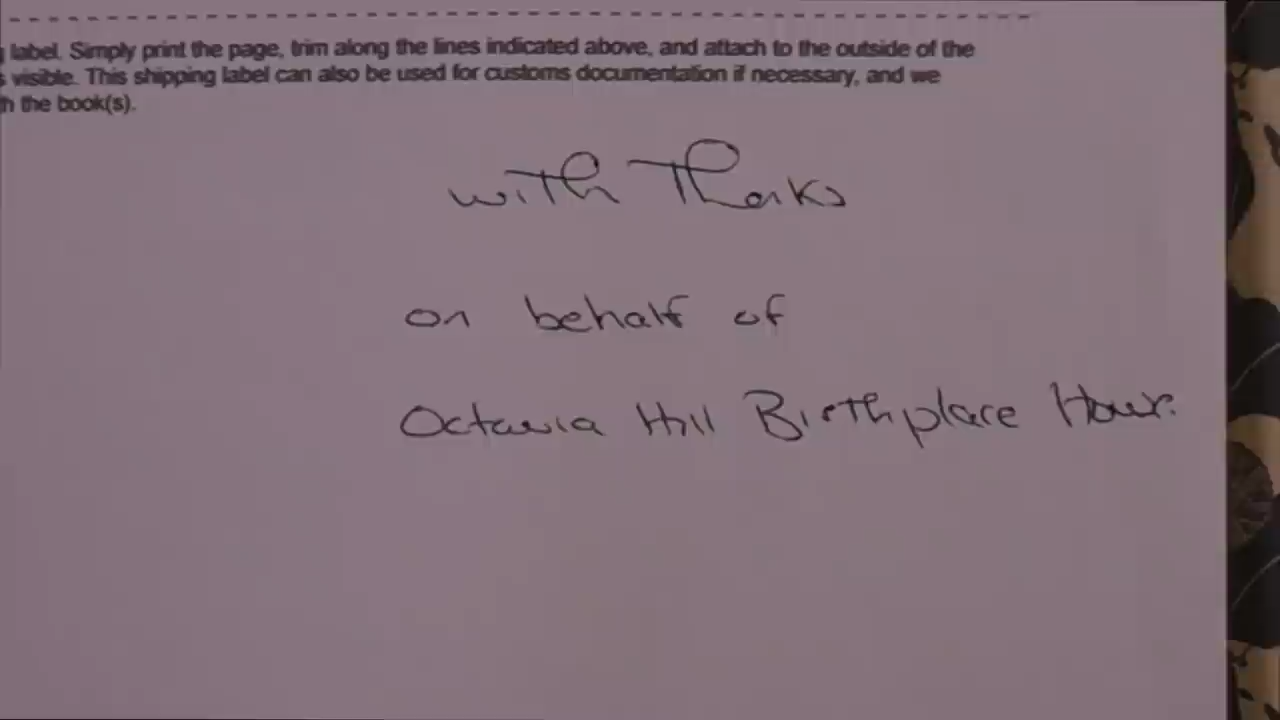 label. Simply print the page, trim along the lines indicated above, and attach to the outside of the
visible. This shipping label can also be used for customs documentation if necessary, and we
the book(s).
with Thanks
on behalf of
Octavia Hill Birthplace House.